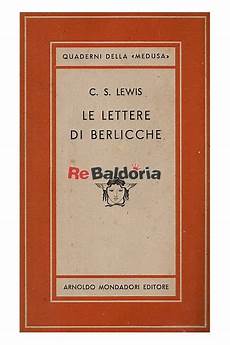 QUADERNI DELLA «MEDUSA»
C. S. LEWIS
LE LETTERE
DI BERLICCHE
ReBaldoria
ARNOLDO MONDADORI EDITORE